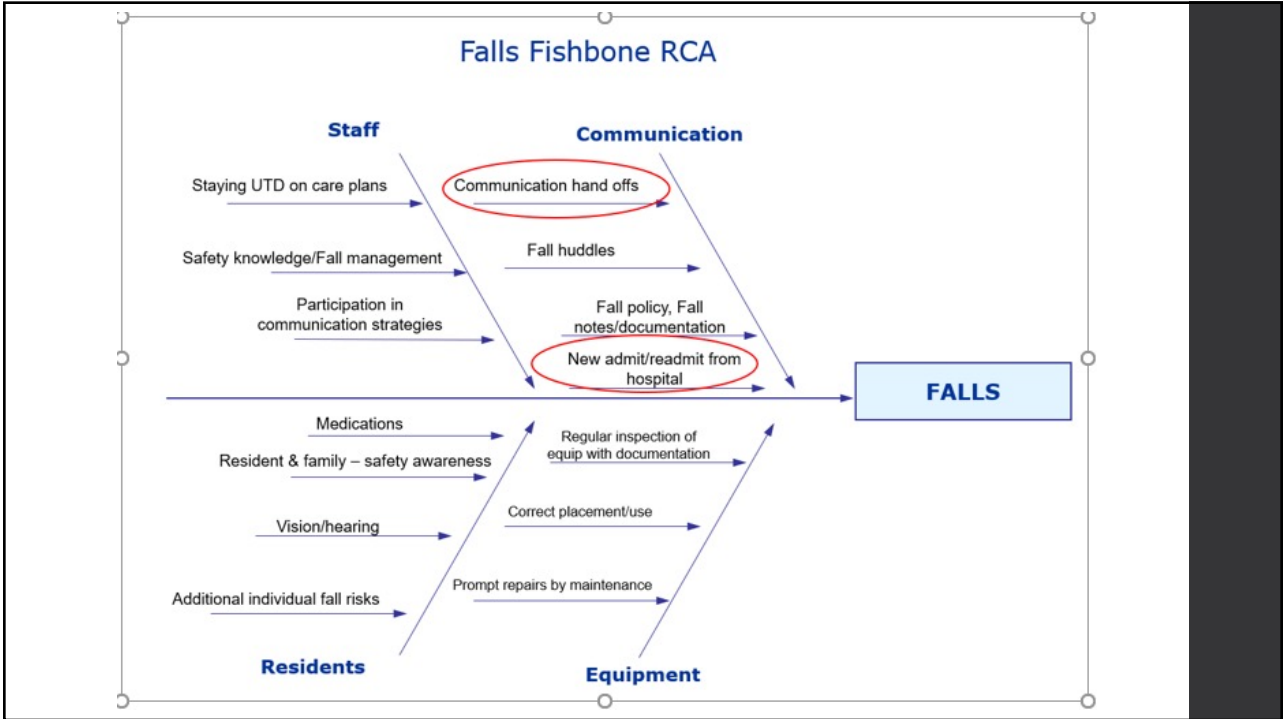 Falls Fishbone RCA
Staff
Communication
Staying UTD on care plans
Communication hand offs
Safety knowledge/Fall management
Fall huddles
Participation in
communication strategies
Fall policy, Fall
notes/documentation
New admit/readmit from
hospital
FALLS
Medications
Regular inspection of
equip with documentation
Resident & family – safety awareness
Correct placement/use
Vision/hearing
Prompt repairs by maintenance
Additional individual fall risks
Residents
Equipment